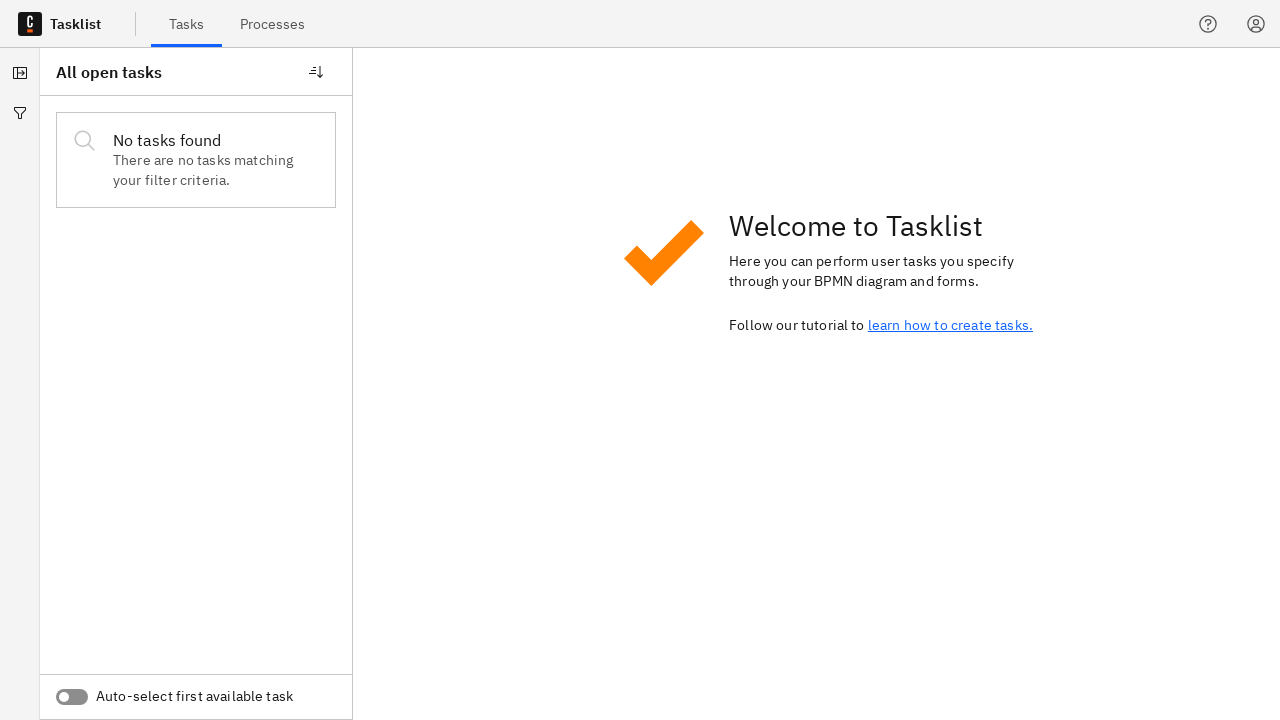 Tasklist
Tasks
Processes
All open tasks
No tasks found
There are no tasks matching
your filter criteria.
Welcome to Tasklist
Here you can perform user tasks you specify
through your BPMN diagram and forms.
Follow our tutorial to learn how to create tasks.
Auto-select first available task